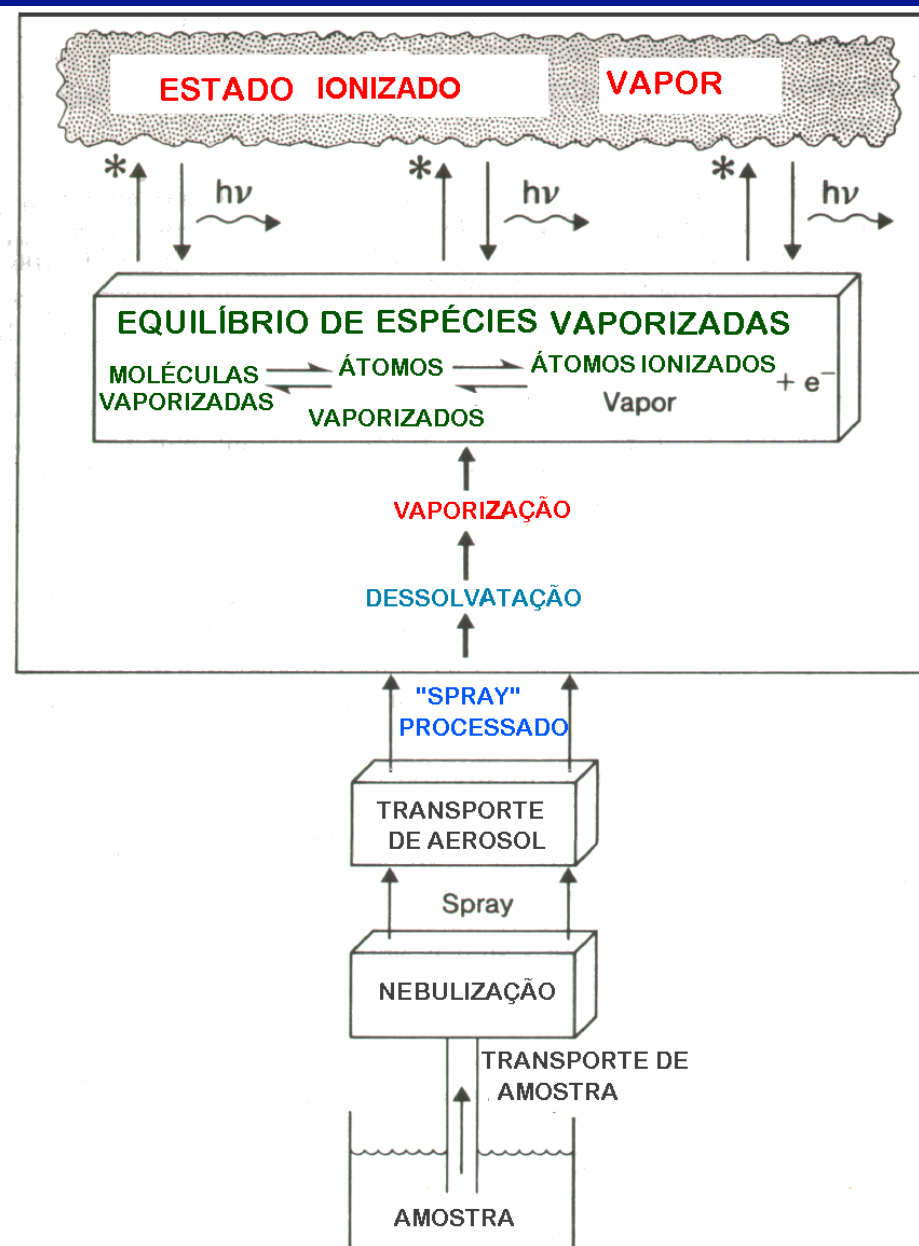 ESTADO IONIZADO VAPOR
* hν * hν * hν
EQUILÍBRIO DE ESPÉCIES VAPORIZADAS
MOLÉCULAS ÁTOMOS ÁTOMOS IONIZADOS + e⁻
VAPORIZADAS VAPORIZADOS Vapor
VAPORIZAÇÃO
DESSOLVATAÇÃO
"SPRAY"
PROCESSADO
TRANSPORTE
DE AEROSOL
Spray
NEBULIZAÇÃO
TRANSPORTE DE
AMOSTRA
AMOSTRA